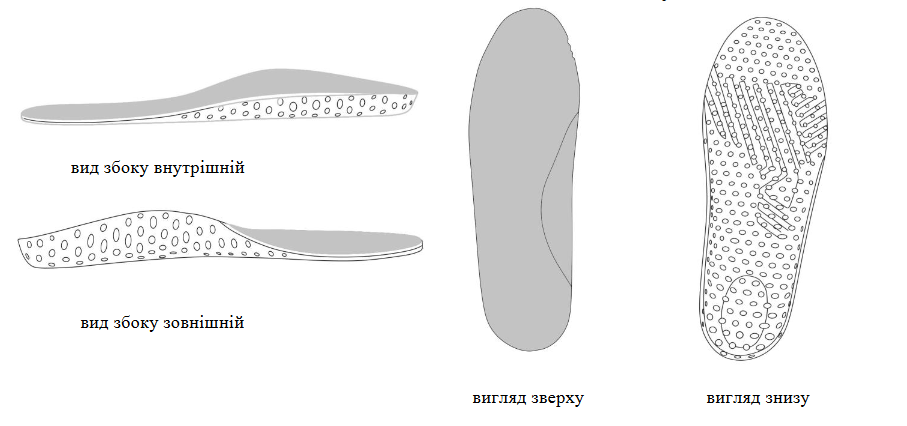 вид збоку внутрішній
вид збоку зовнішній
вигляд зверху
вигляд знизу